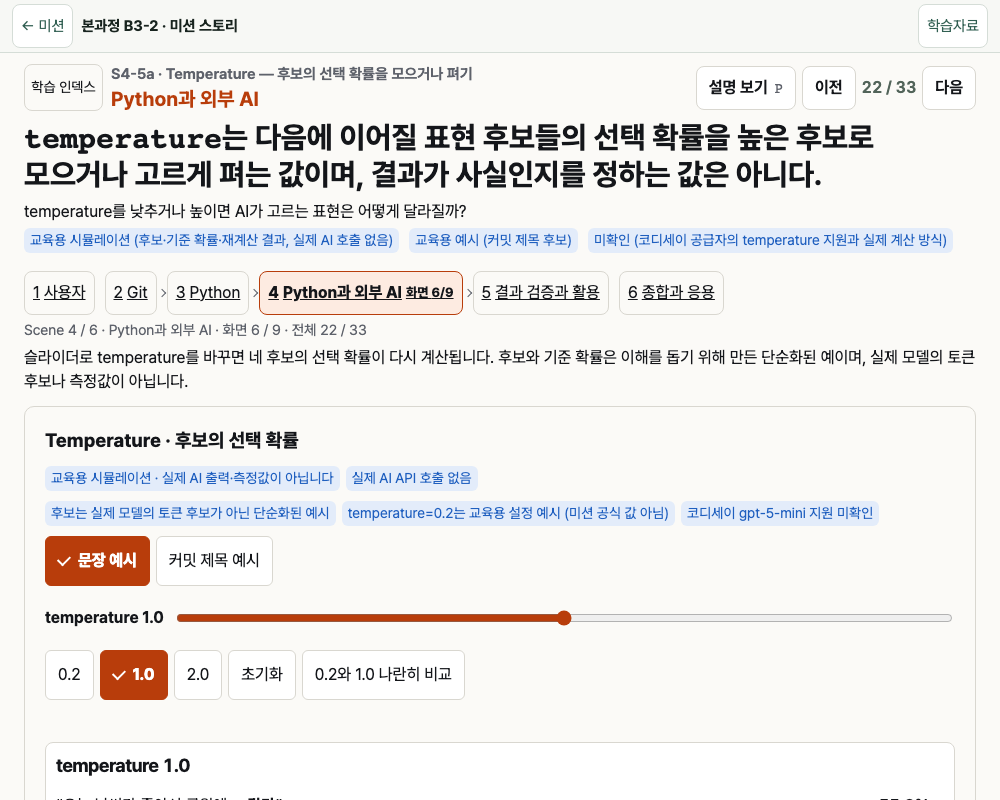 ← 미션
본과정 B3-2 · 미션 스토리
학습자료
학습 인덱스
S4-5a · Temperature — 후보의 선택 확률을 모으거나 펴기
Python과 외부 AI
설명 보기 P
이전
22 / 33
다음
temperature는 다음에 이어질 표현 후보들의 선택 확률을 높은 후보로
모으거나 고르게 펴는 값이며, 결과가 사실인지를 정하는 값은 아니다.
temperature를 낮추거나 높이면 AI가 고르는 표현은 어떻게 달라질까?
교육용 시뮬레이션 (후보·기준 확률·재계산 결과, 실제 AI 호출 없음)
교육용 예시 (커밋 제목 후보)
미확인 (코디세이 공급자의 temperature 지원과 실제 계산 방식)
1 사용자
2 Git
› 3 Python
› 4 Python과 외부 AI 화면 6/9
› 5 결과 검증과 활용
6 종합과 응용
Scene 4 / 6 · Python과 외부 AI · 화면 6 / 9 · 전체 22 / 33
슬라이더로 temperature를 바꾸면 네 후보의 선택 확률이 다시 계산됩니다. 후보와 기준 확률은 이해를 돕기 위해 만든 단순화된 예이며, 실제 모델의 토큰
후보나 측정값이 아닙니다.
Temperature · 후보의 선택 확률
교육용 시뮬레이션 · 실제 AI 출력·측정값이 아닙니다
실제 AI API 호출 없음
후보는 실제 모델의 토큰 후보가 아닌 단순화된 예시
temperature=0.2는 교육용 설정 예시 (미션 공식 값 아님)
코디세이 gpt-5-mini 지원 미확인
✓ 문장 예시
커밋 제목 예시
temperature 1.0
0.2
✓ 1.0
2.0
초기화
0.2와 1.0 나란히 비교
temperature 1.0